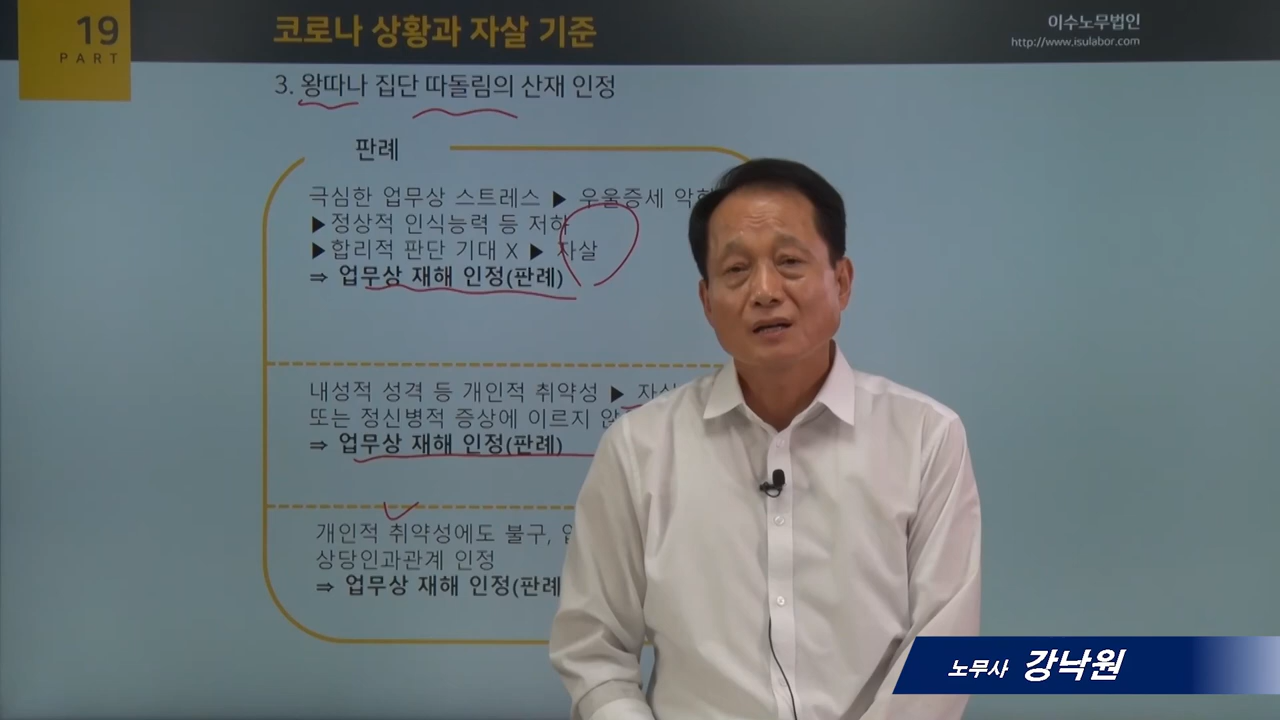 19
PART
코로나 상황과 자살 기준
이수노무법인
http://www.isulabor.com
3. 왕따나 집단 따돌림의 산재 인정
판례
극심한 업무상 스트레스 ▶ 우울증세
▶정상적 인식능력 등 저하
▶합리적 판단 기대 X ▶ 자살
⇒ 업무상 재해 인정(판례)
내성적 성격 등 개인적 취약성 ▶
또는 정신병적 증상에 이르지
⇒ 업무상 재해 인정(판례)
개인적 취약성에도 불구,
상당인과관계 인정
⇒ 업무상 재해 인정(판례
노무사 강낙원